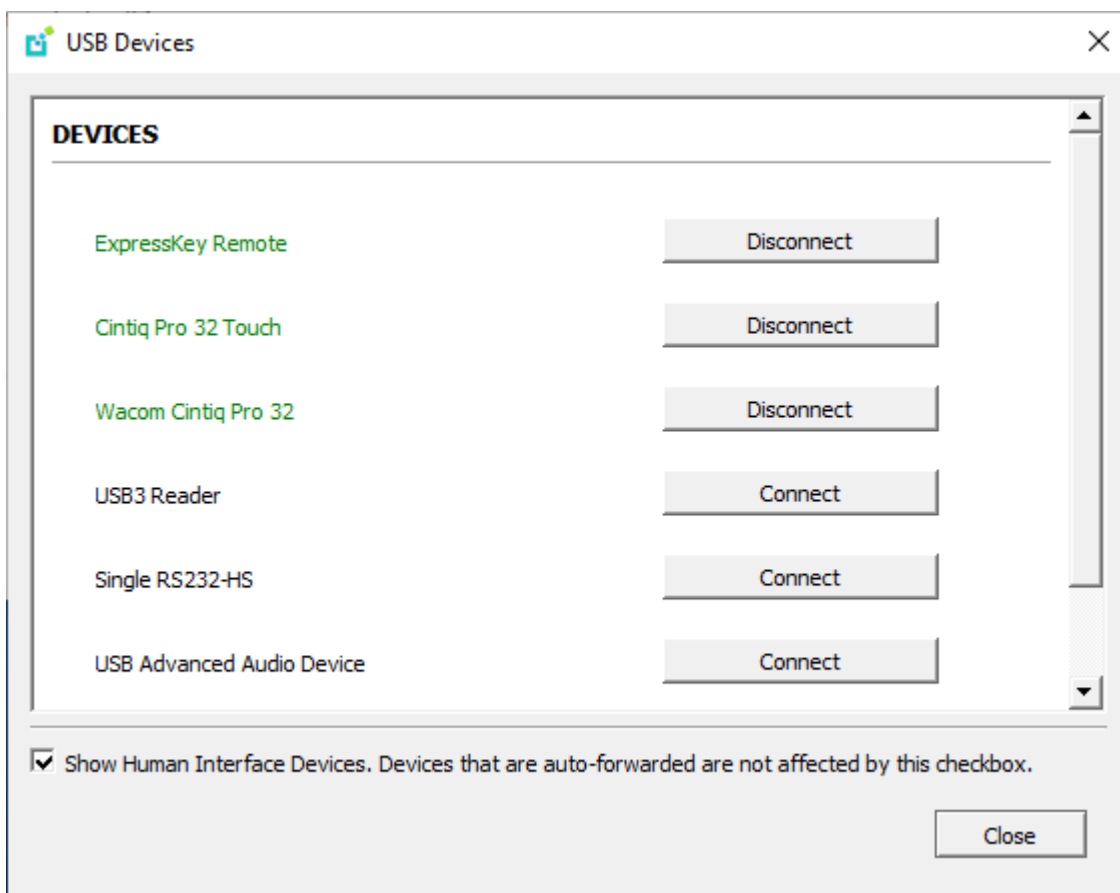 USB Devices
DEVICES
ExpressKey Remote Disconnect
Cintiq Pro 32 Touch Disconnect
Wacom Cintiq Pro 32 Disconnect
USB3 Reader Connect
Single RS232-HS Connect
USB Advanced Audio Device Connect
Show Human Interface Devices. Devices that are auto-forwarded are not affected by this checkbox.
Close